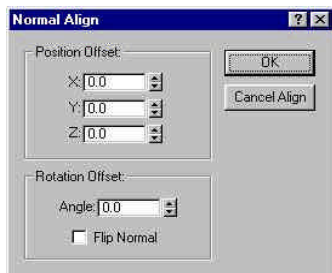 Normal Align
Position Offset:
X: 0.0
Y: 0.0
Z: 0.0
OK
Cancel Align
Rotation Offset:
Angle: 0.0
Flip Normal